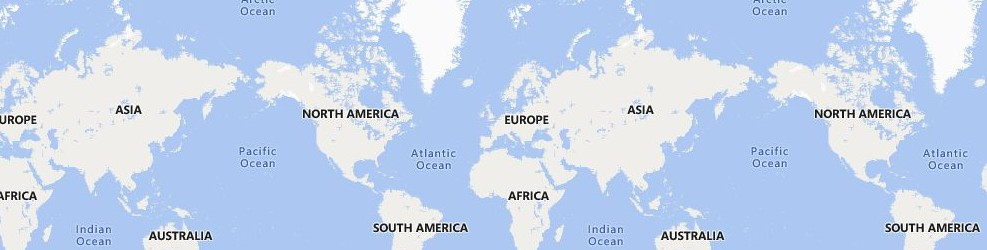 Arctic
Ocean
Arctic
Ocean
ASIA
NORTH AMERICA
UROPE
EUROPE
ASIA
NORTH AMERICA
Pacific
Ocean
Atlantic
Ocean
Pacific
Ocean
Atlantic
Ocean
AFRICA
AFRICA
Indian
Ocean
AUSTRALIA
SOUTH AMERICA
Indian
Ocean
AUSTRALIA
SOUTH AMERICA